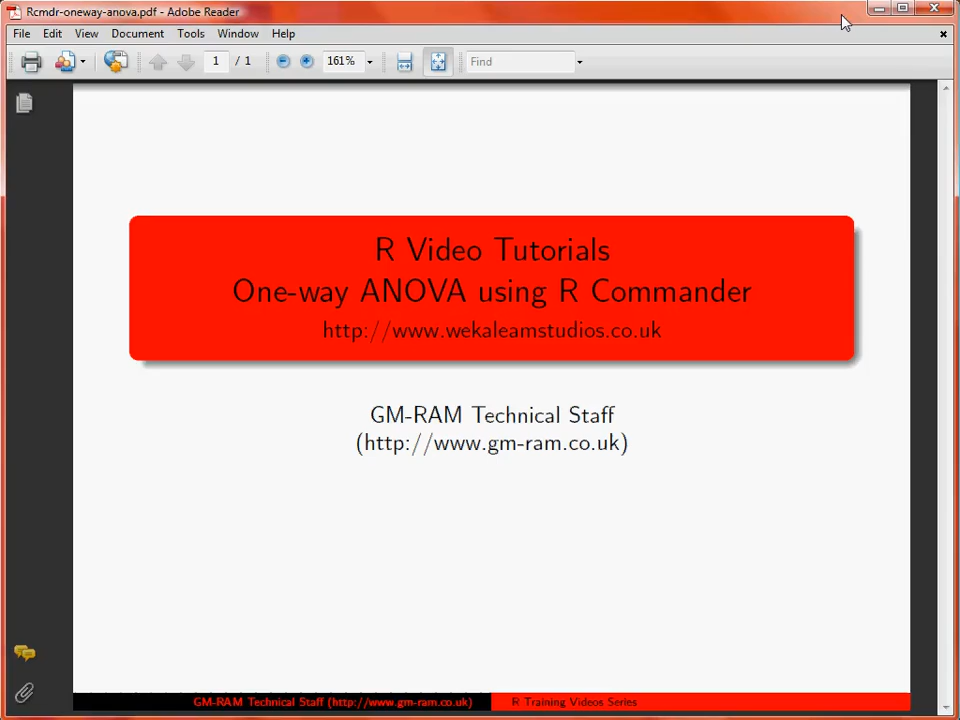 Rcmdr-oneway-anova.pdf - Adobe Reader
File Edit View Document Tools Window Help
1 / 1 161% Find
R Video Tutorials
One-way ANOVA using R Commander
http://www.wekaleamstudios.co.uk
GM-RAM Technical Staff
(http://www.gm-ram.co.uk)
GM-RAM Technical Staff (http://www.gm-ram.co.uk) R Training Videos Series